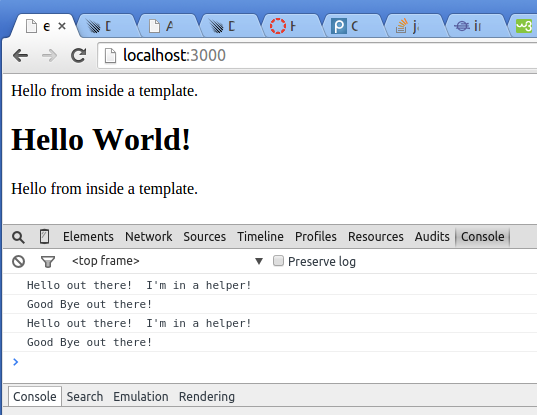 e
D
A
D
H
C
j
w3
localhost:3000
Hello from inside a template.
Hello World!
Hello from inside a template.
Elements Network Sources Timeline Profiles Resources Audits Console
<top frame> Preserve log
Hello out there!  I'm in a helper!
Good Bye out there!
Hello out there!  I'm in a helper!
Good Bye out there!
Console Search Emulation Rendering